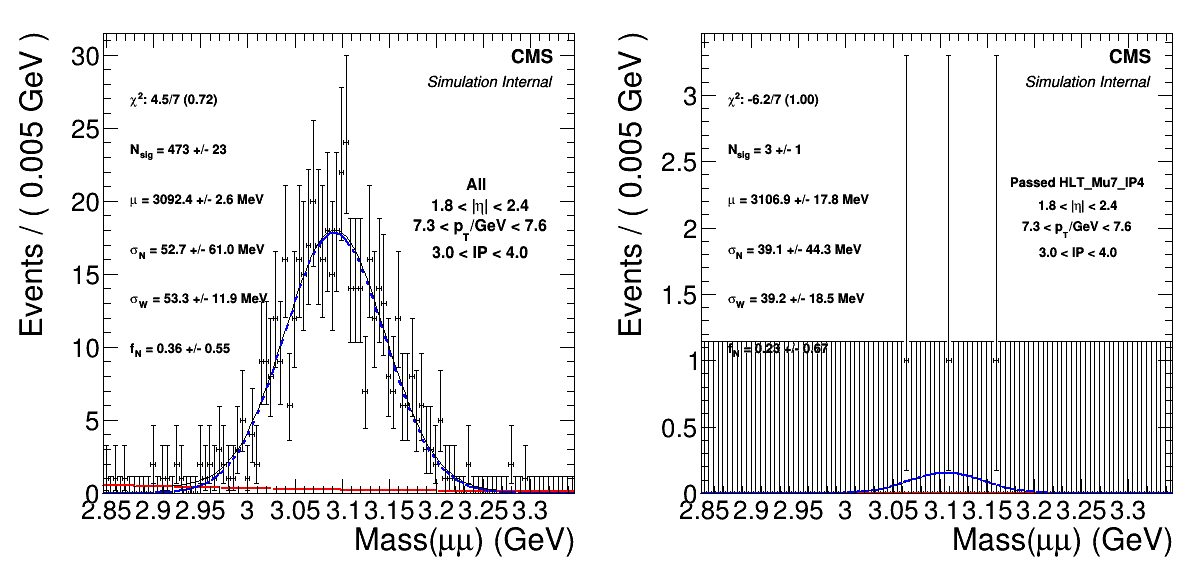 CMS
Simulation Internal
χ²: 4.5/7 (0.72)
N_sig = 473 +/- 23
μ = 3092.4 +/- 2.6 MeV
σ_N = 52.7 +/- 61.0 MeV
σ_W = 53.3 +/- 11.9 MeV
f_N = 0.36 +/- 0.55
All
1.8 < |η| < 2.4
7.3 < p_T/GeV < 7.6
3.0 < IP < 4.0
Events / ( 0.005 GeV )
30
25
20
15
10
5
0
2.85 2.9 2.95 3 3.05 3.1 3.15 3.2 3.25 3.3
Mass(μμ) (GeV)
CMS
Simulation Internal
χ²: -6.2/7 (1.00)
N_sig = 3 +/- 1
μ = 3106.9 +/- 17.8 MeV
σ_N = 39.1 +/- 44.3 MeV
σ_W = 39.2 +/- 18.5 MeV
f_N = 0.23 +/- 0.67
Passed HLT_Mu7_IP4
1.8 < |η| < 2.4
7.3 < p_T/GeV < 7.6
3.0 < IP < 4.0
Events / ( 0.005 GeV )
3
2.5
2
1.5
1
0.5
0
2.85 2.9 2.95 3 3.05 3.1 3.15 3.2 3.25 3.3
Mass(μμ) (GeV)